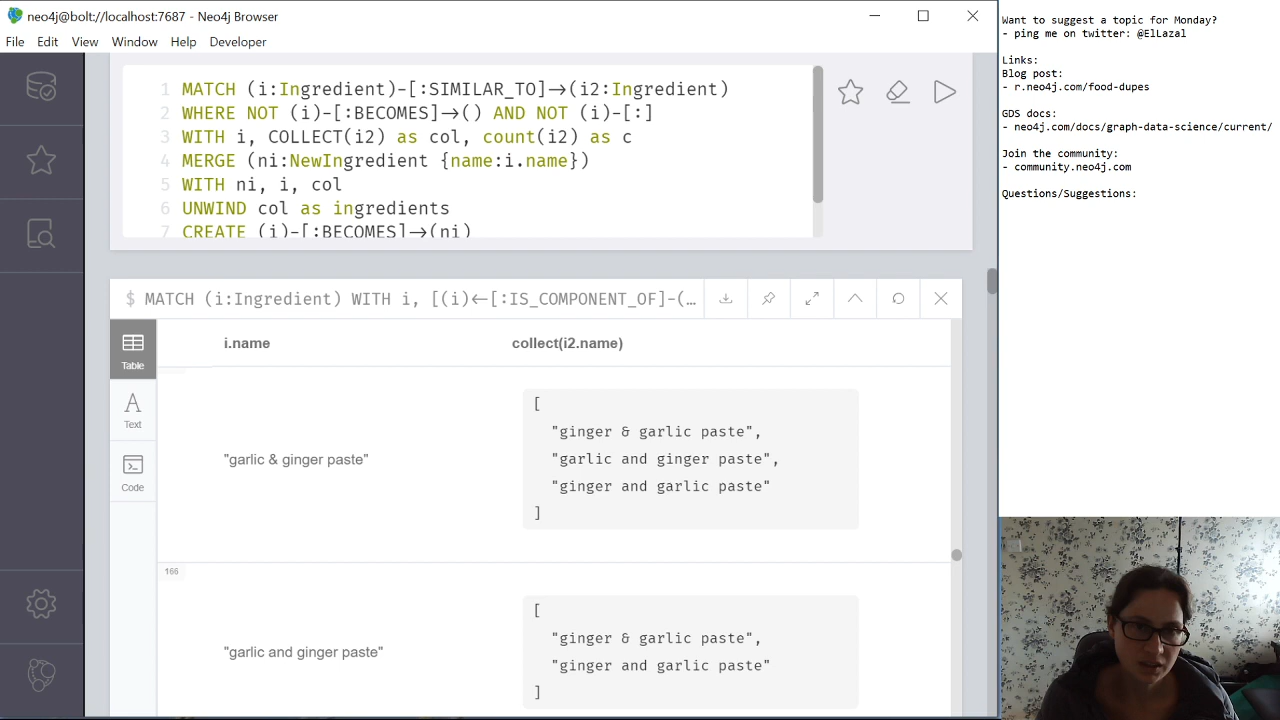 neo4j@bolt://localhost:7687 - Neo4j Browser
File Edit View Window Help Developer
1 MATCH (i:Ingredient)-[:SIMILAR_TO]→(i2:Ingredient)
2 WHERE NOT (i)-[:BECOMES]→() AND NOT (i)-[:]
3 WITH i, COLLECT(i2) as col, count(i2) as c
4 MERGE (ni:NewIngredient {name:i.name})
5 WITH ni, i, col
6 UNWIND col as ingredients
7 CREATE (i)-[:BECOMES]→(ni)
$ MATCH (i:Ingredient) WITH i, [(i)←[:IS_COMPONENT_OF]-(…
Table
Text
Code
i.name collect(i2.name)
"garlic & ginger paste"
[
"ginger & garlic paste",
"garlic and ginger paste",
"ginger and garlic paste"
]
166
"garlic and ginger paste"
[
"ginger & garlic paste",
"ginger and garlic paste"
]
Want to suggest a topic for Monday?
- ping me on twitter: @ElLazal
Links:
Blog post:
- r.neo4j.com/food-dupes
GDS docs:
- neo4j.com/docs/graph-data-science/current/
Join the community:
- community.neo4j.com
Questions/Suggestions: